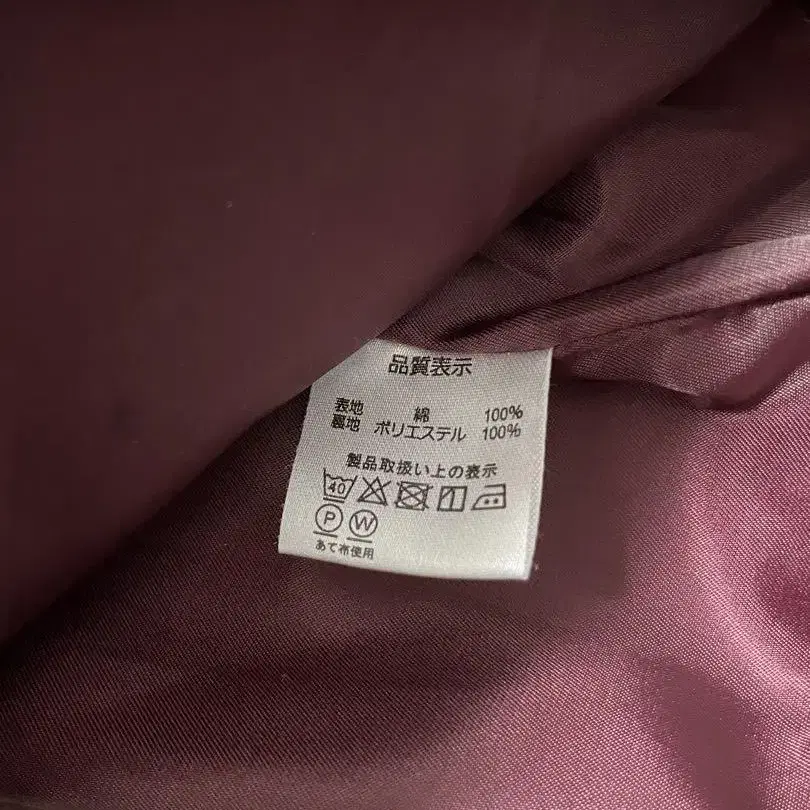 品質表示
表地 綿 100%
裏地 ポリエステル 100%
製品取扱い上の表示
40
P W
あて布使用